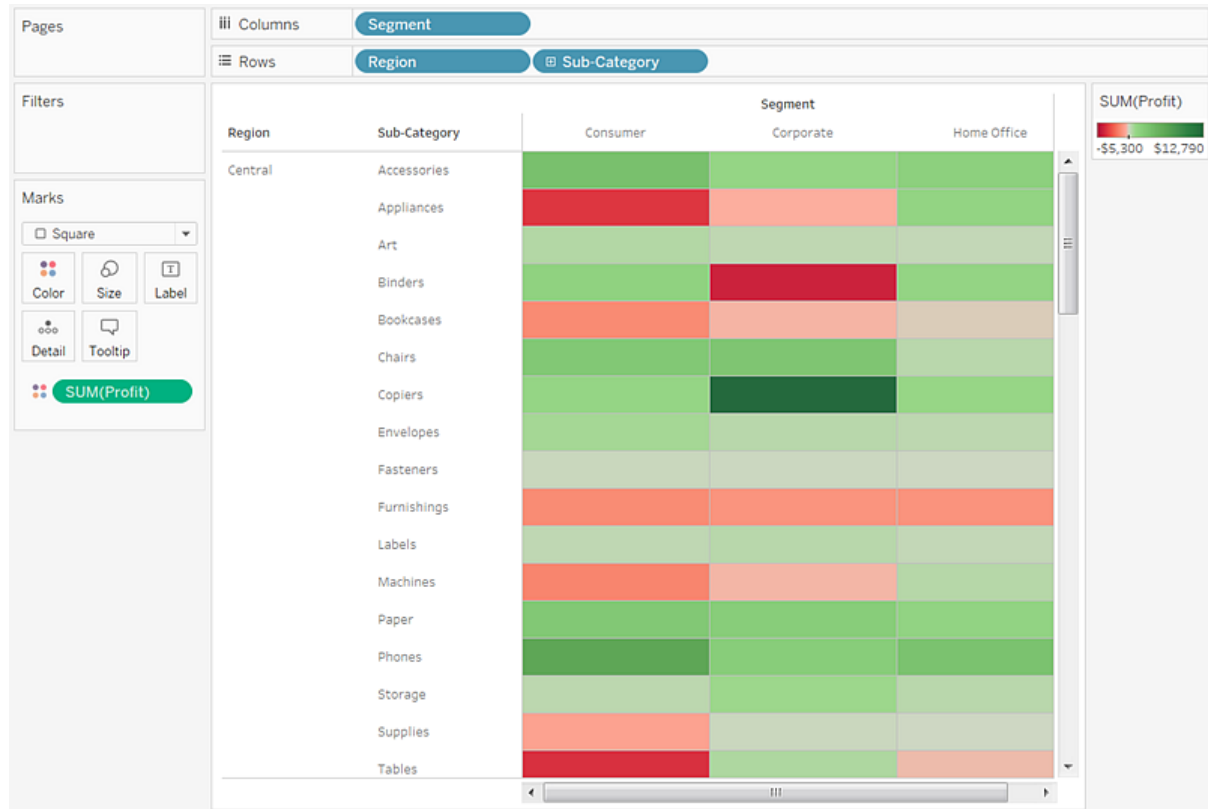 Pages
Columns Segment
Rows Region Sub-Category
Filters
Marks
Square
Color Size Label
Detail Tooltip
SUM(Profit)
Segment
Region Sub-Category Consumer Corporate Home Office
Central Accessories
Appliances
Art
Binders
Bookcases
Chairs
Copiers
Envelopes
Fasteners
Furnishings
Labels
Machines
Paper
Phones
Storage
Supplies
Tables
SUM(Profit)
-$5,300 $12,790